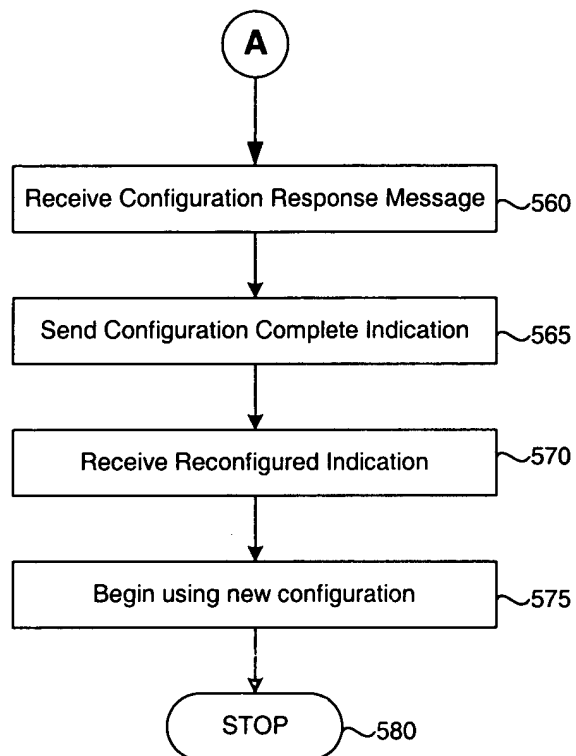 A
Receive Configuration Response Message
560
Send Configuration Complete Indication
565
Receive Reconfigured Indication
570
Begin using new configuration
575
STOP
580